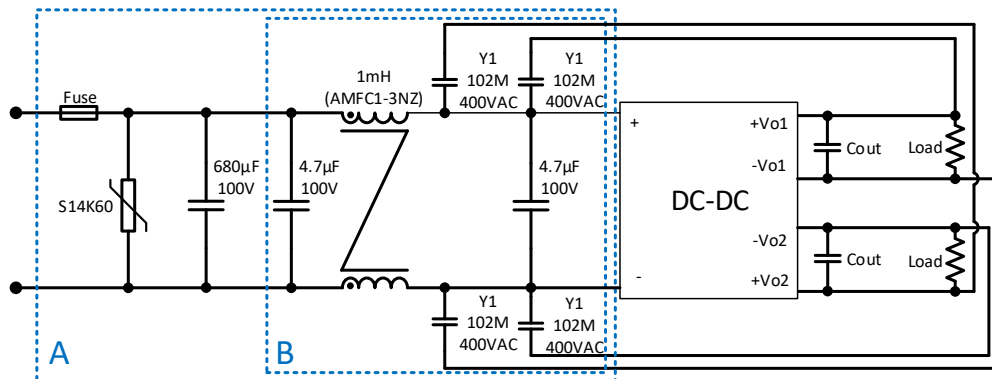 Y1
102M
400VAC
Y1
102M
400VAC
1mH
(AMFC1-3NZ)
Fuse
S14K60
680µF
100V
4.7µF
100V
4.7µF
100V
+
-
DC-DC
+Vo1
-Vo1
-Vo2
+Vo2
Cout
Load
Cout
Load
Y1
102M
400VAC
Y1
102M
400VAC
A
B